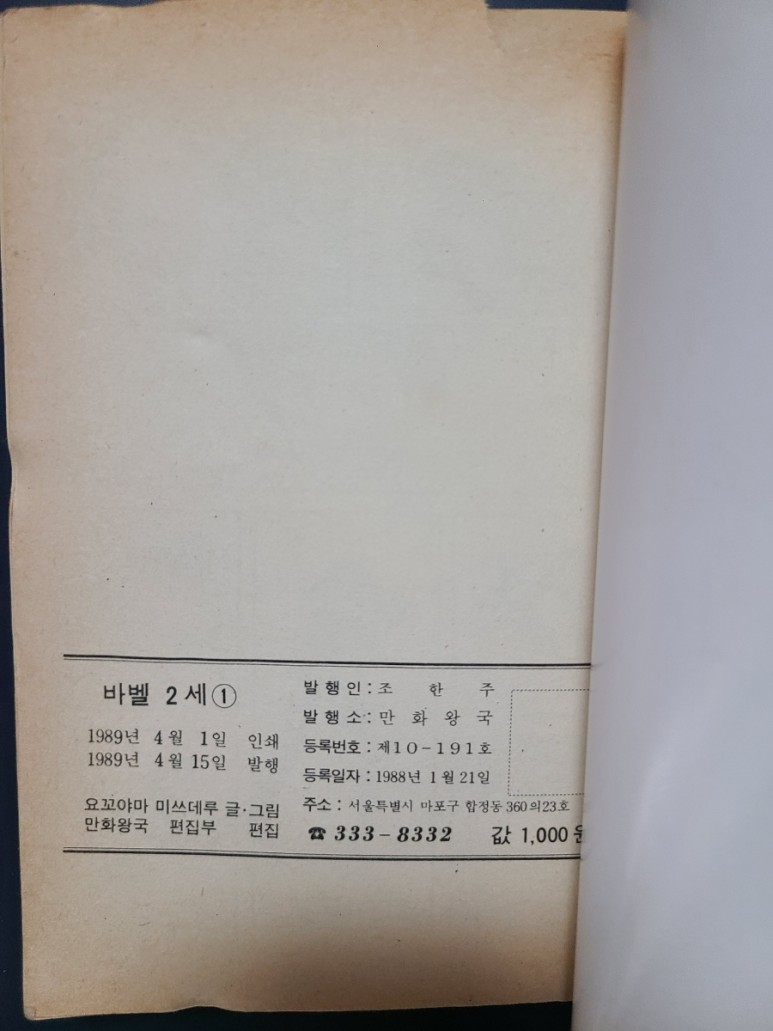 바벨 2세①
1989년 4월 1일 인쇄
1989년 4월 15일 발행
요꼬야마 미쓰데루 글·그림
만화왕국 편집부 편집
발행인 : 조 한 주
발행소 : 만 화 왕 국
등록번호 : 제10-191호
등록일자 : 1988년 1월 21일
주소 : 서울특별시 마포구 합정동 360의23호
☎ 333-8332 값 1,000원